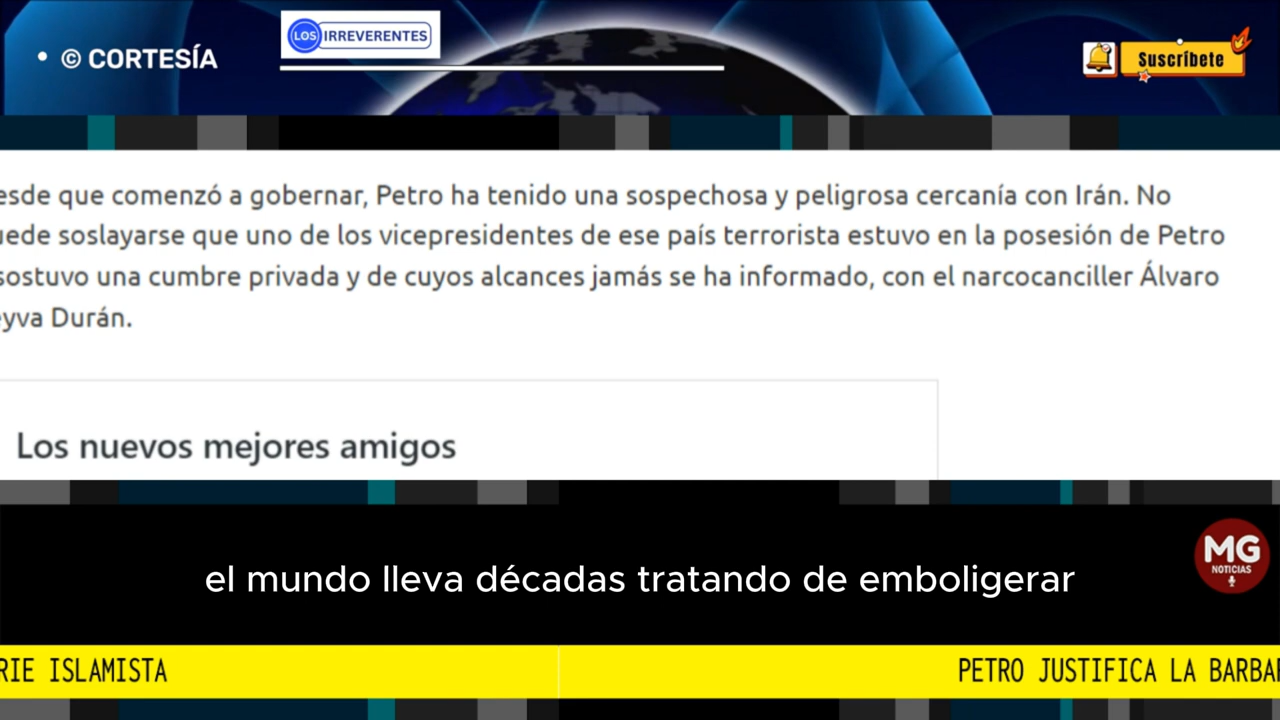 © CORTESÍA
LOS IRREVERENTES
Suscríbete
esde que comenzó a gobernar, Petro ha tenido una sospechosa y peligrosa cercanía con Irán. No
uede soslayarse que uno de los vicepresidentes de ese país terrorista estuvo en la posesión de Petro
sostuvo una cumbre privada y de cuyos alcances jamás se ha informado, con el narcocanciller Álvaro
eyva Durán.
Los nuevos mejores amigos
el mundo lleva décadas tratando de emboligerar
MG
NOTICIAS
RIE ISLAMISTA
PETRO JUSTIFICA LA BARBAR